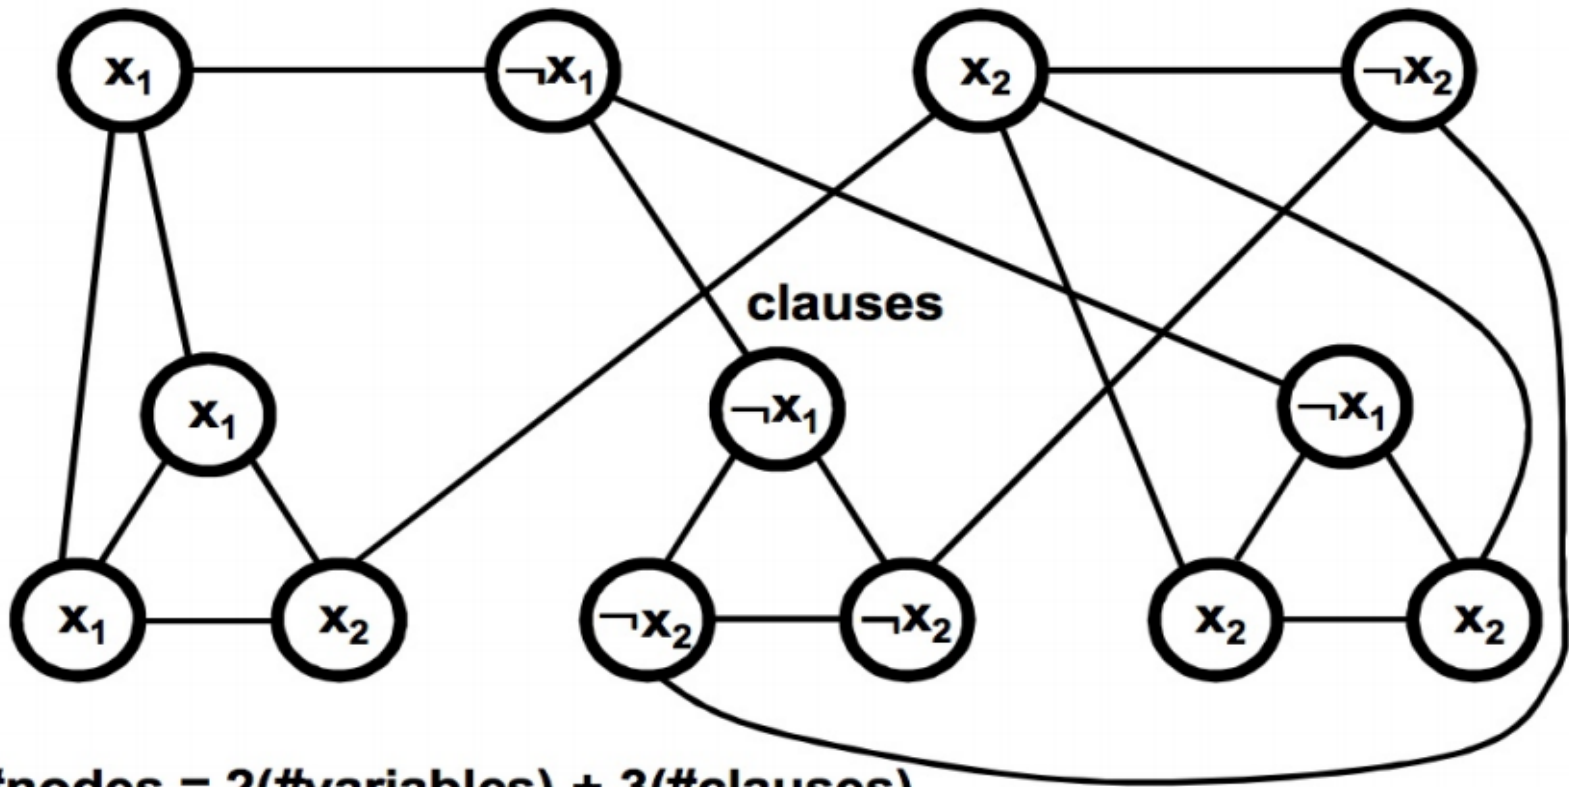 x₁ ¬x₁ x₂ ¬x₂
clauses
x₁ ¬x₁ ¬x₁
x₁ x₂ ¬x₂ ¬x₂ x₂ x₂
#nodes = 2(#variables) + 3(#clauses)